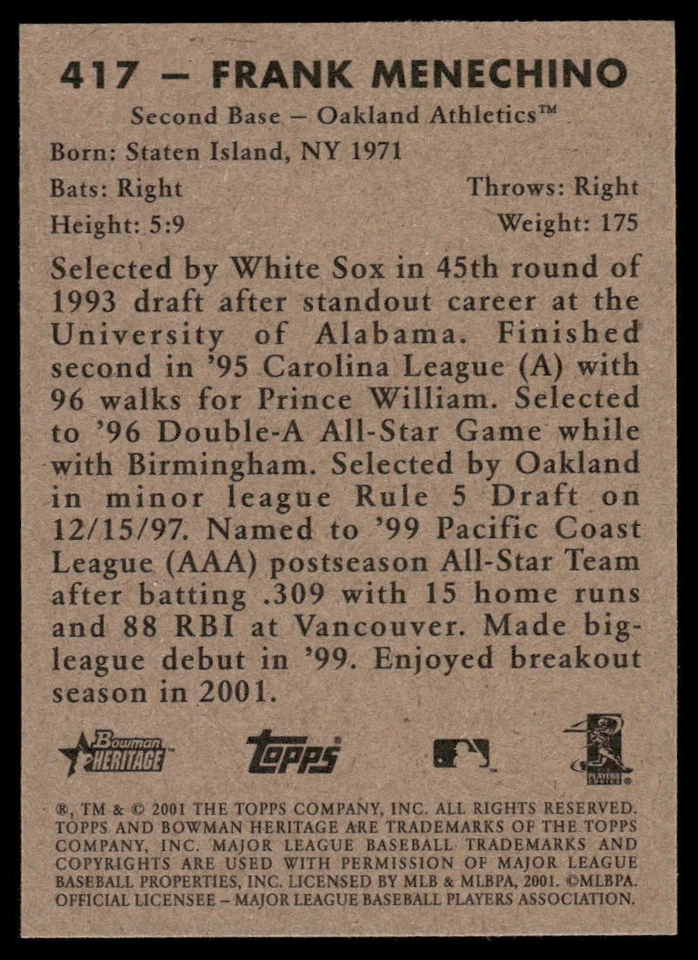 417 – FRANK MENECHINO
Second Base – Oakland Athletics™
Born: Staten Island, NY 1971
Bats: Right Throws: Right
Height: 5:9 Weight: 175
Selected by White Sox in 45th round of
1993 draft after standout career at the
University of Alabama. Finished
second in '95 Carolina League (A) with
96 walks for Prince William. Selected
to '96 Double-A All-Star Game while
with Birmingham. Selected by Oakland
in minor league Rule 5 Draft on
12/15/97. Named to '99 Pacific Coast
League (AAA) postseason All-Star Team
after batting .309 with 15 home runs
and 88 RBI at Vancouver. Made big-
league debut in '99. Enjoyed breakout
season in 2001.
Bowman HERITAGE™ Topps® PLAYERS CHOICE®
®, TM & © 2001 THE TOPPS COMPANY, INC. ALL RIGHTS RESERVED.
TOPPS AND BOWMAN HERITAGE ARE TRADEMARKS OF THE TOPPS
COMPANY, INC. MAJOR LEAGUE BASEBALL TRADEMARKS AND
COPYRIGHTS ARE USED WITH PERMISSION OF MAJOR LEAGUE
BASEBALL PROPERTIES, INC. LICENSED BY MLB & MLBPA, 2001. ©MLBPA.
OFFICIAL LICENSEE – MAJOR LEAGUE BASEBALL PLAYERS ASSOCIATION.